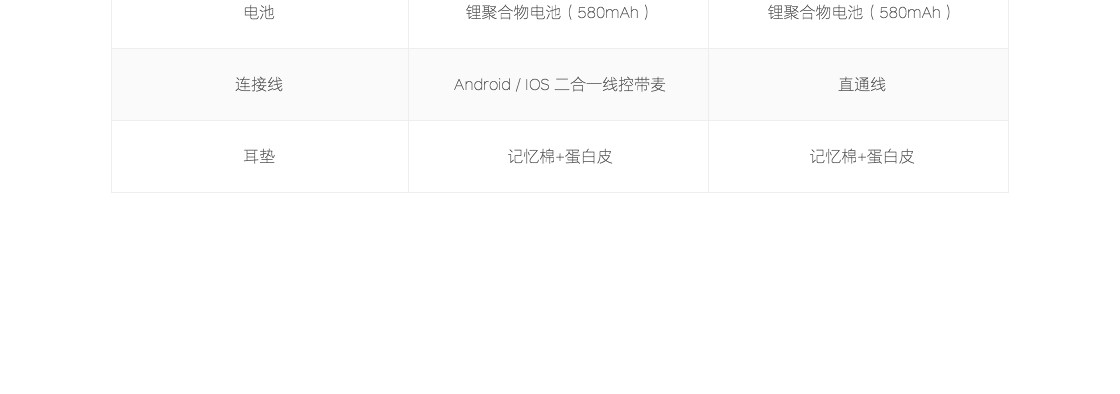 电池 锂聚合物电池（580mAh） 锂聚合物电池（580mAh）
连接线 Android / IOS 二合一线控带麦 直通线
耳垫 记忆棉+蛋白皮 记忆棉+蛋白皮